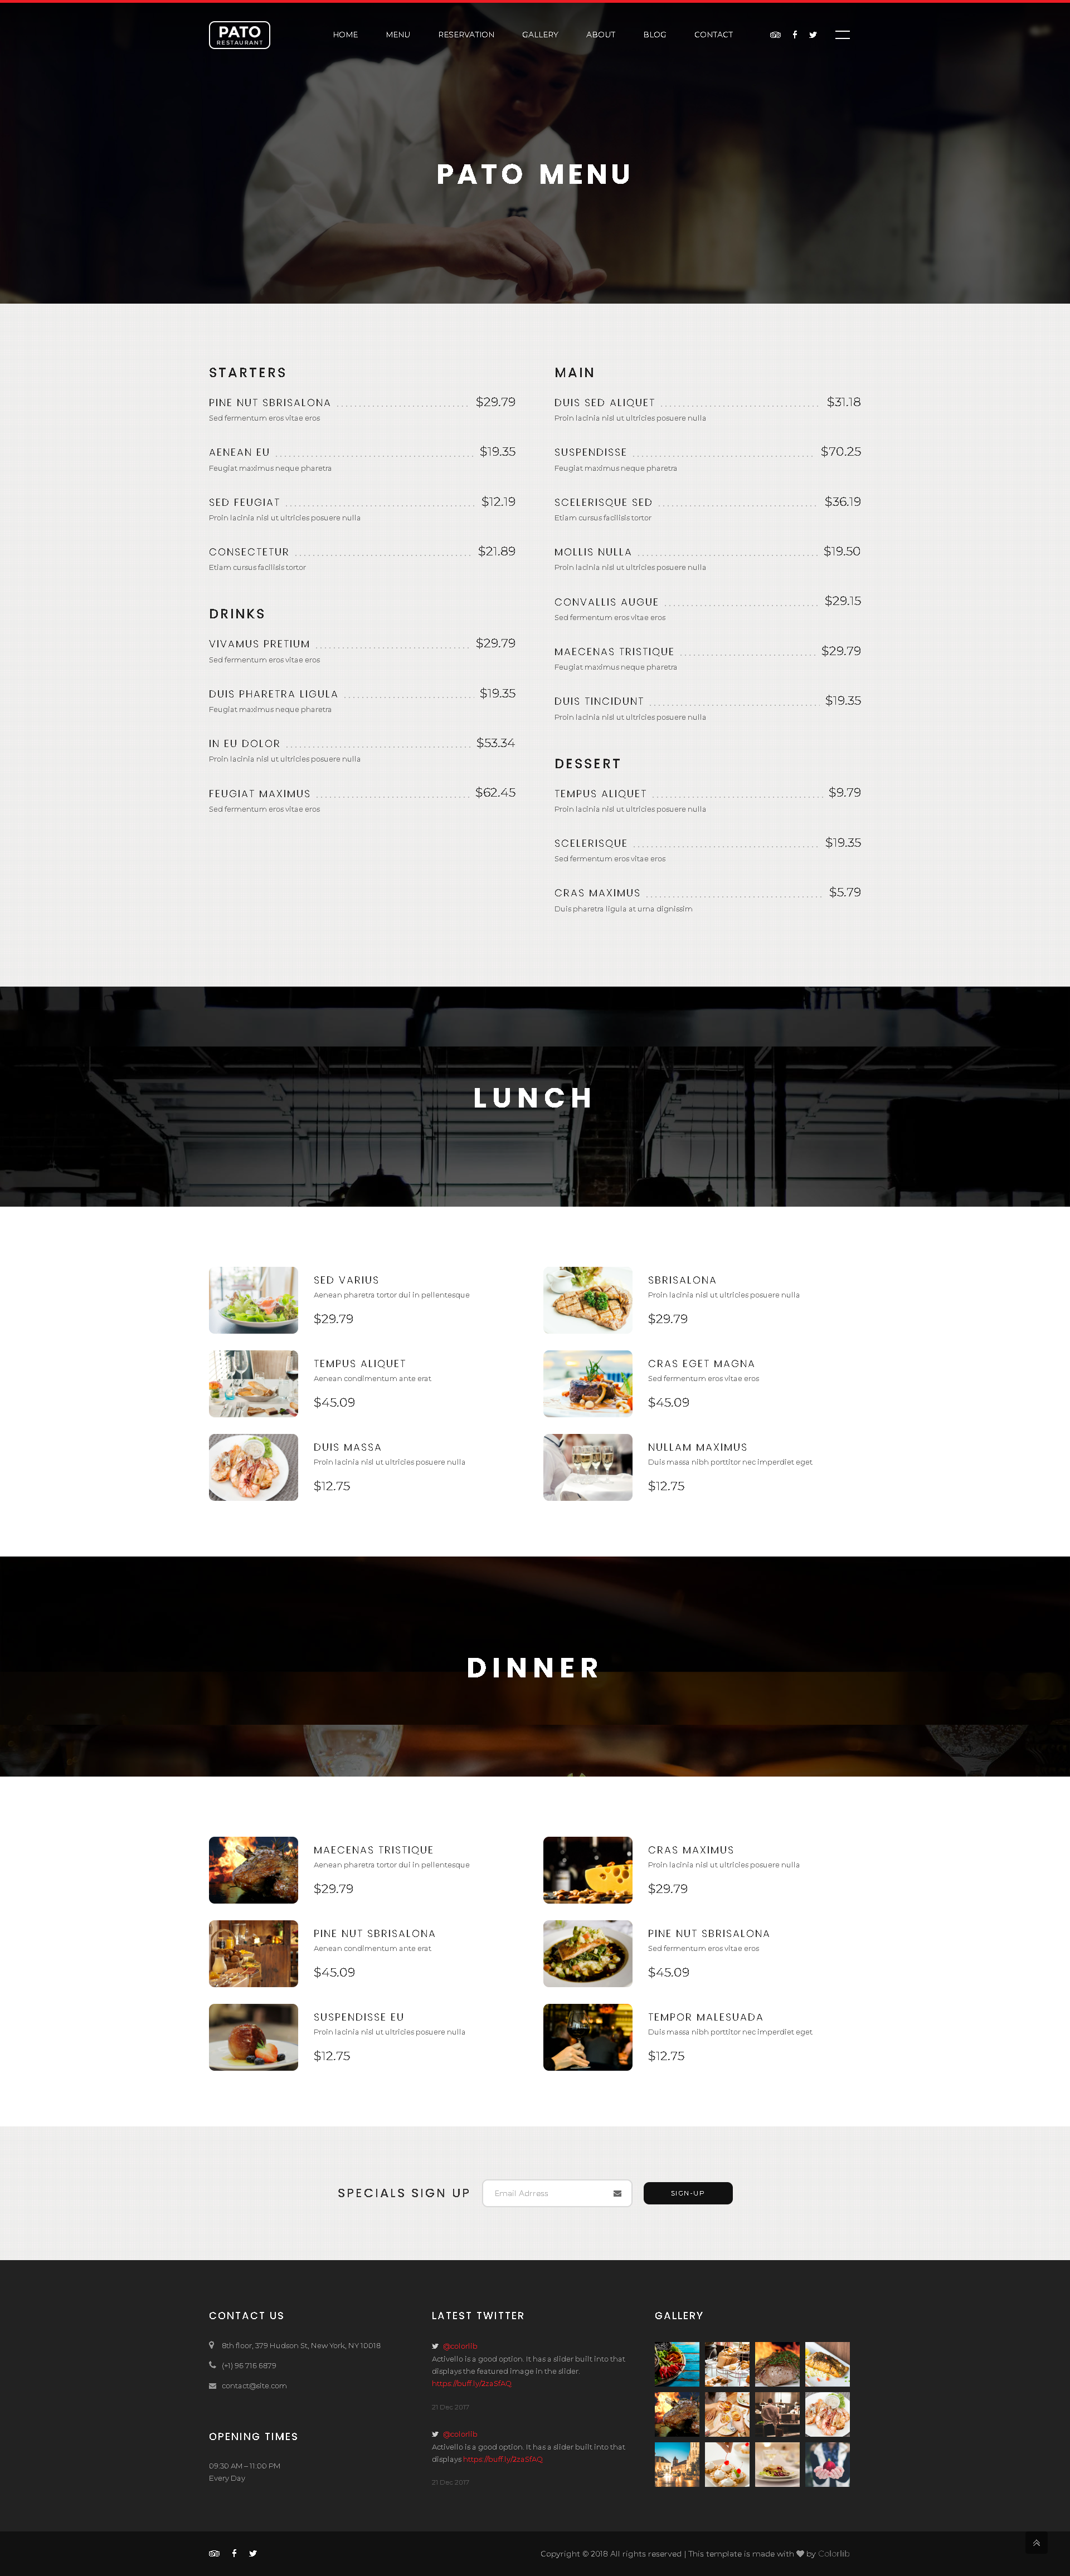 PATO
RESTAURANT
HOME MENU RESERVATION GALLERY ABOUT BLOG CONTACT
PATO MENU
STARTERS
PINE NUT SBRISALONA $29.79
Sed fermentum eros vitae eros
AENEAN EU $19.35
Feugiat maximus neque pharetra
SED FEUGIAT $12.19
Proin lacinia nisl ut ultricies posuere nulla
CONSECTETUR $21.89
Etiam cursus facilisis tortor
DRINKS
VIVAMUS PRETIUM $29.79
Sed fermentum eros vitae eros
DUIS PHARETRA LIGULA $19.35
Feugiat maximus neque pharetra
IN EU DOLOR $53.34
Proin lacinia nisl ut ultricies posuere nulla
FEUGIAT MAXIMUS $62.45
Sed fermentum eros vitae eros
MAIN
DUIS SED ALIQUET $31.18
Proin lacinia nisl ut ultricies posuere nulla
SUSPENDISSE $70.25
Feugiat maximus neque pharetra
SCELERISQUE SED $36.19
Etiam cursus facilisis tortor
MOLLIS NULLA $19.50
Proin lacinia nisl ut ultricies posuere nulla
CONVALLIS AUGUE $29.15
Sed fermentum eros vitae eros
MAECENAS TRISTIQUE $29.79
Feugiat maximus neque pharetra
DUIS TINCIDUNT $19.35
Proin lacinia nisl ut ultricies posuere nulla
DESSERT
TEMPUS ALIQUET $9.79
Proin lacinia nisl ut ultricies posuere nulla
SCELERISQUE $19.35
Sed fermentum eros vitae eros
CRAS MAXIMUS $5.79
Duis pharetra ligula at urna dignissim
LUNCH
SED VARIUS
Aenean pharetra tortor dui in pellentesque
$29.79
SBRISALONA
Proin lacinia nisl ut ultricies posuere nulla
$29.79
TEMPUS ALIQUET
Aenean condimentum ante erat
$45.09
CRAS EGET MAGNA
Sed fermentum eros vitae eros
$45.09
DUIS MASSA
Proin lacinia nisl ut ultricies posuere nulla
$12.75
NULLAM MAXIMUS
Duis massa nibh porttitor nec imperdiet eget
$12.75
DINNER
MAECENAS TRISTIQUE
Aenean pharetra tortor dui in pellentesque
$29.79
CRAS MAXIMUS
Proin lacinia nisl ut ultricies posuere nulla
$29.79
PINE NUT SBRISALONA
Aenean condimentum ante erat
$45.09
PINE NUT SBRISALONA
Sed fermentum eros vitae eros
$45.09
SUSPENDISSE EU
Proin lacinia nisl ut ultricies posuere nulla
$12.75
TEMPOR MALESUADA
Duis massa nibh porttitor nec imperdiet eget
$12.75
SPECIALS SIGN UP Email Adrress SIGN-UP
CONTACT US
8th floor, 379 Hudson St, New York, NY 10018
(+1) 96 716 6879
contact@site.com
OPENING TIMES
09:30 AM – 11:00 PM
Every Day
LATEST TWITTER
@colorlib
Activello is a good option. It has a slider built into that
displays the featured image in the slider.
https://buff.ly/2zaSfAQ
21 Dec 2017
@colorlib
Activello is a good option. It has a slider built into that
displays https://buff.ly/2zaSfAQ
21 Dec 2017
GALLERY
Copyright © 2018 All rights reserved | This template is made with ♥ by Colorlib